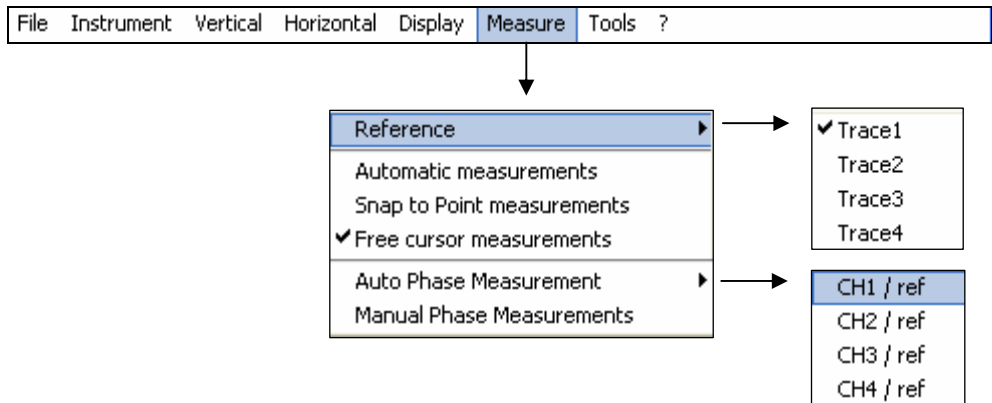 File Instrument Vertical Horizontal Display Measure Tools ?
Reference
Automatic measurements
Snap to Point measurements
Free cursor measurements
Auto Phase Measurement
Manual Phase Measurements
Trace1
Trace2
Trace3
Trace4
CH1 / ref
CH2 / ref
CH3 / ref
CH4 / ref